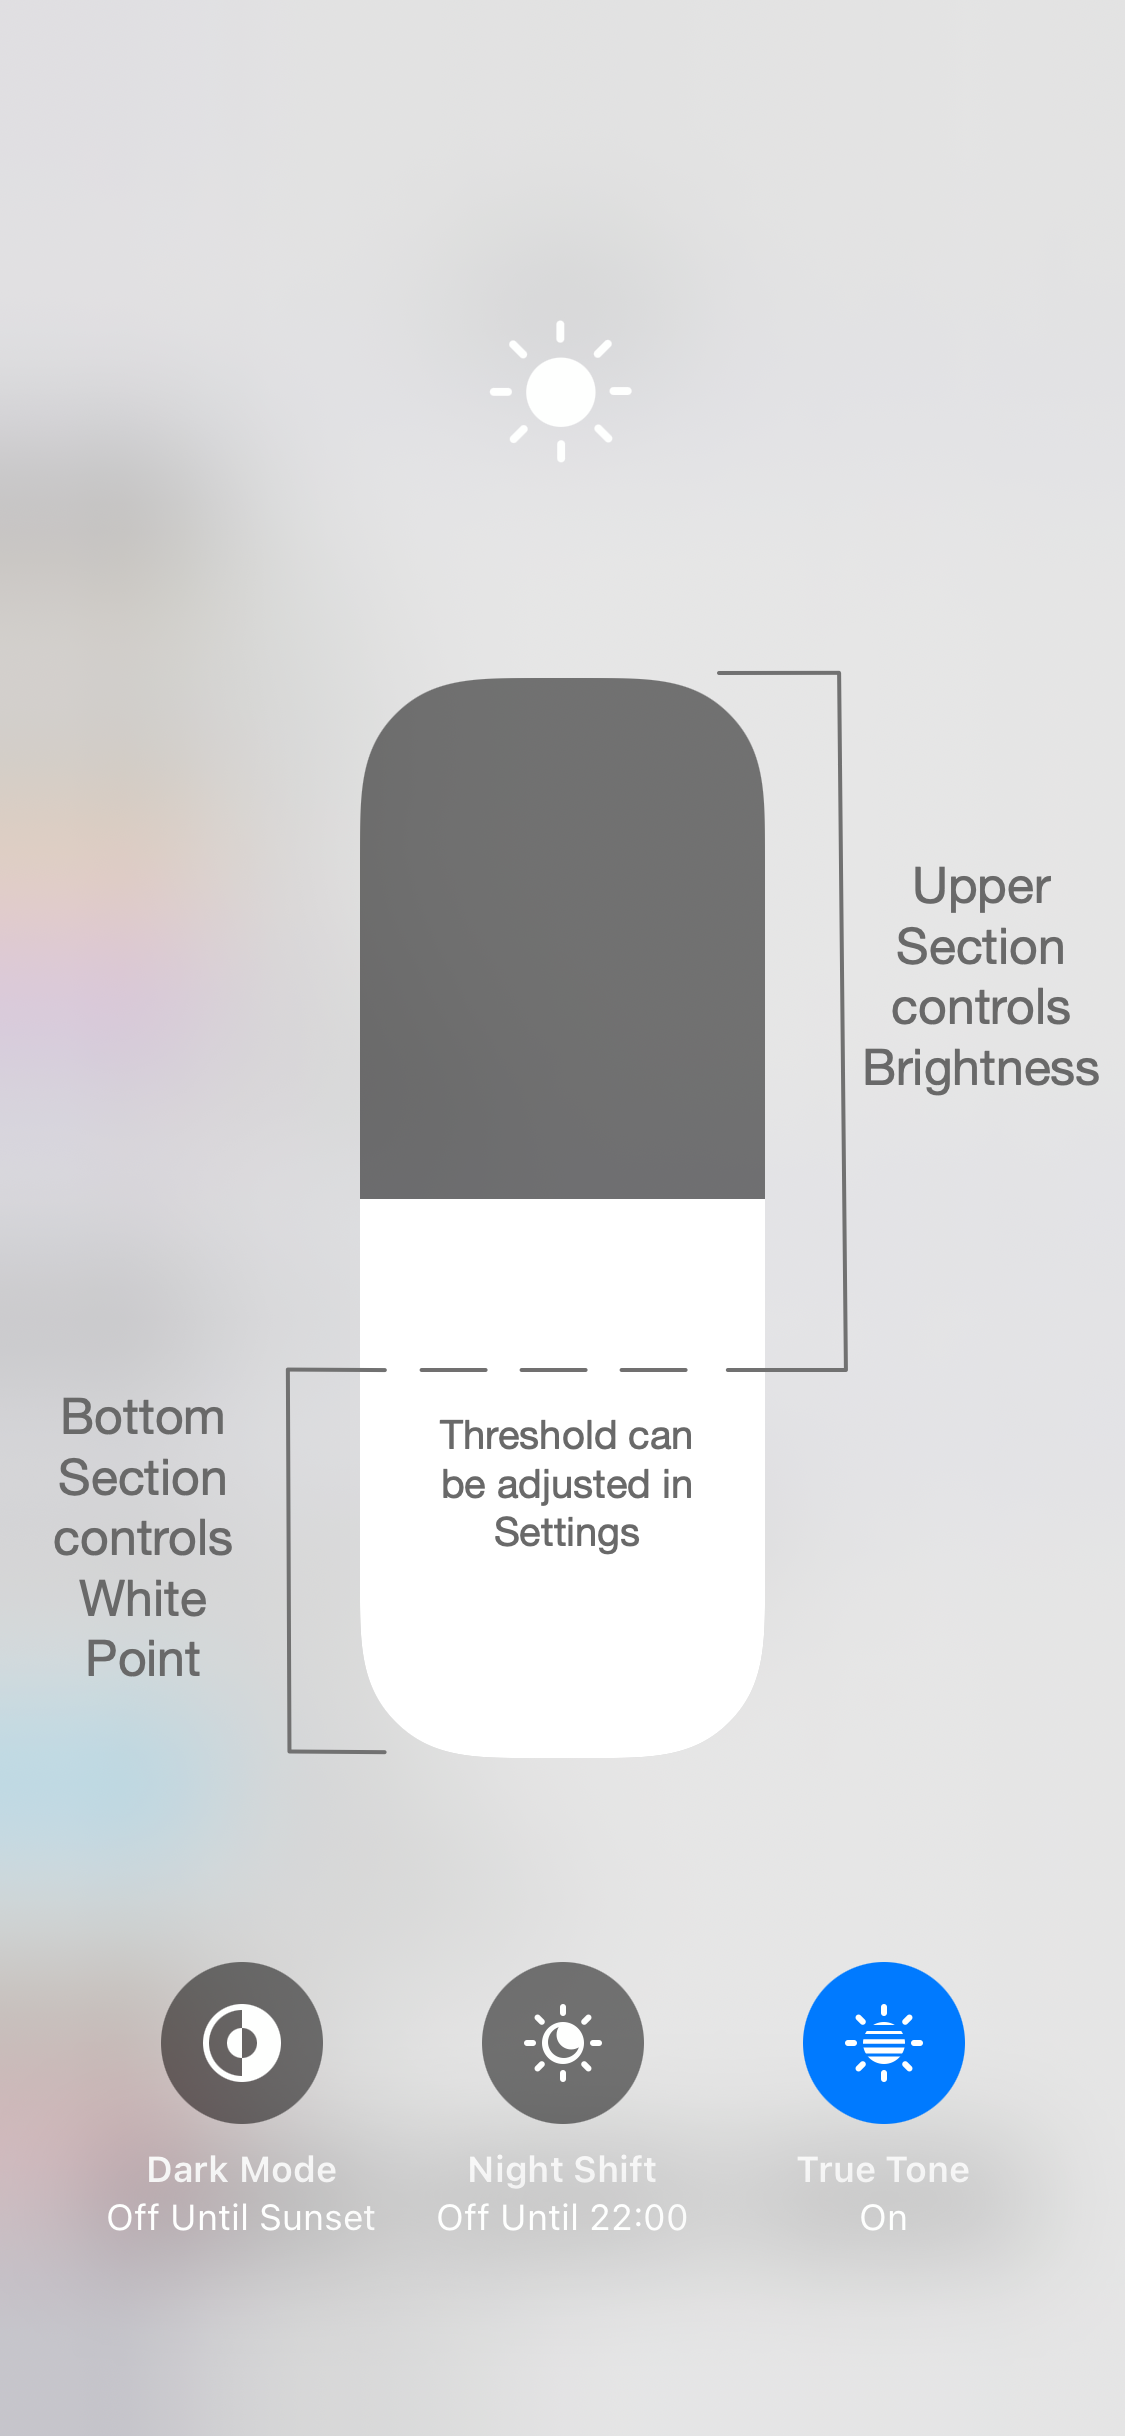 Upper
Section
controls
Brightness
Bottom
Section
controls
White
Point
Threshold can
be adjusted in
Settings
Dark Mode
Off Until Sunset
Night Shift
Off Until 22:00
True Tone
On